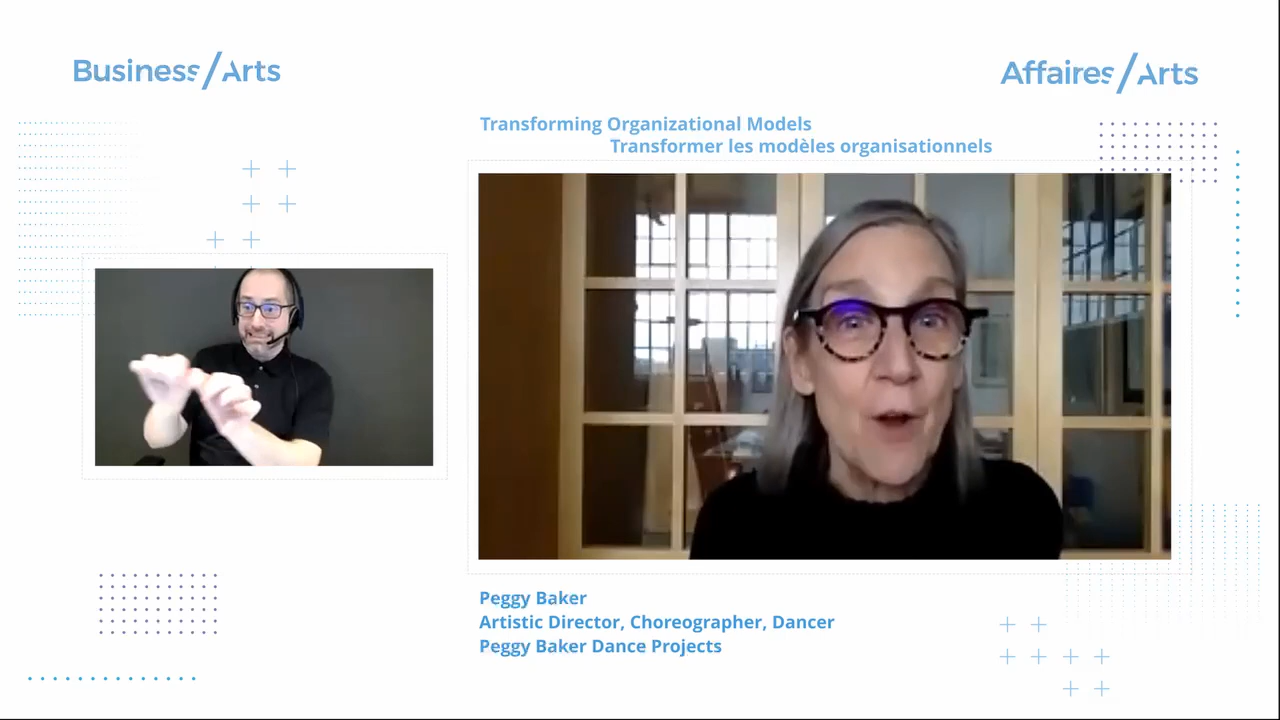 Business/Arts
Affaires/Arts
Transforming Organizational Models
Transformer les modèles organisationnels
Peggy Baker
Artistic Director, Choreographer, Dancer
Peggy Baker Dance Projects